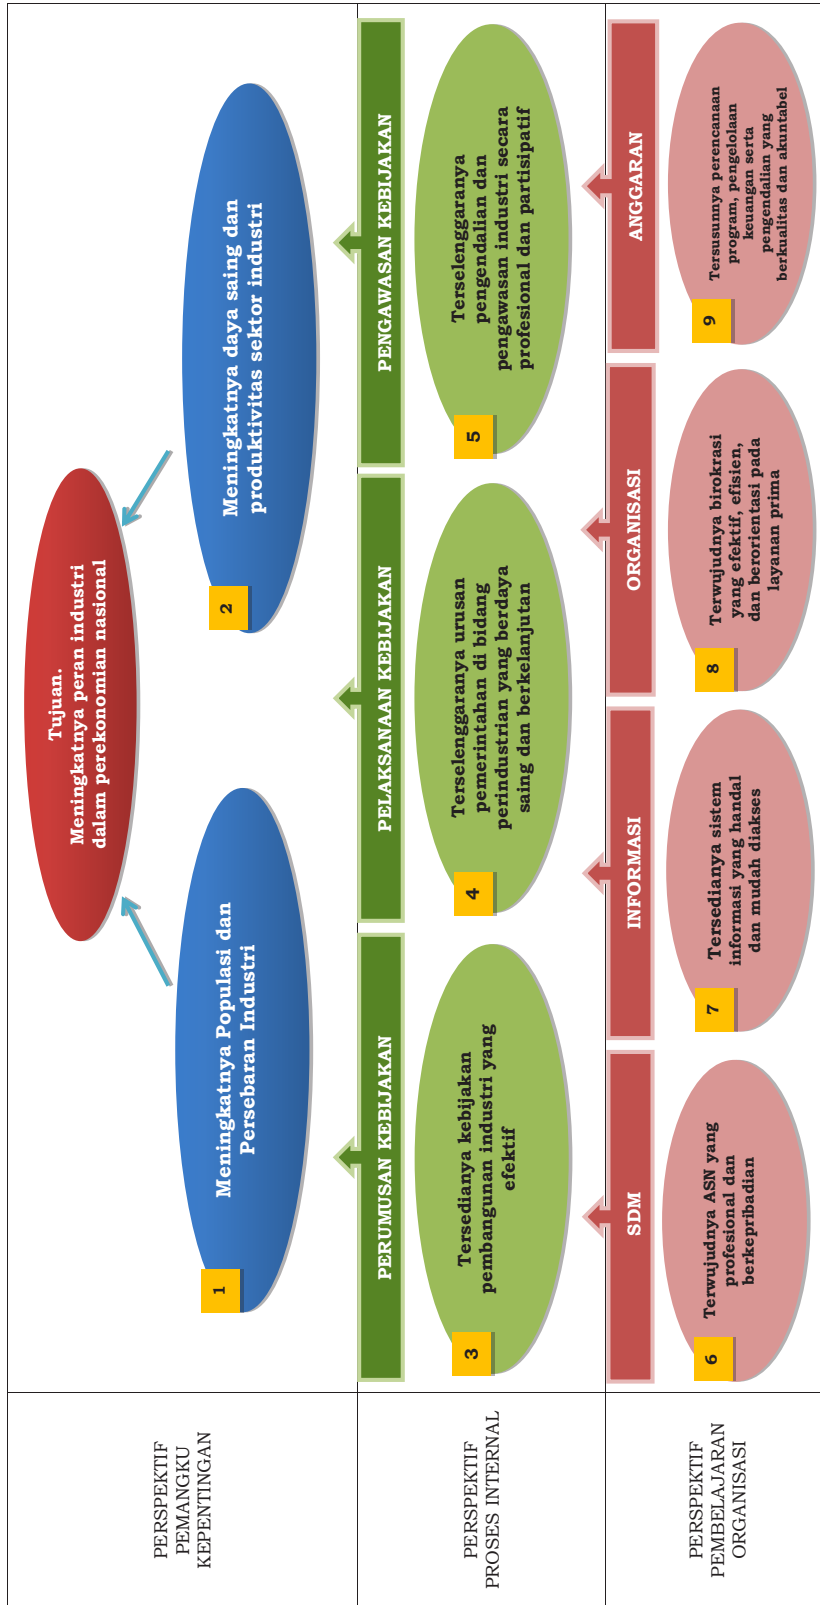 PERSPEKTIF
PEMANGKU
KEPENTINGAN
Tujuan.
Meningkatnya peran industri
dalam perekonomian nasional
1
Meningkatnya Populasi dan
Persebaran Industri
2
Meningkatnya daya saing dan
produktivitas sektor industri
PERSPEKTIF
PROSES INTERNAL
PERUMUSAN KEBIJAKAN
PELAKSANAAN KEBIJAKAN
PENGAWASAN KEBIJAKAN
3
Tersedianya kebijakan
pembangunan industri yang
efektif
4
Terselenggaranya urusan
pemerintahan di bidang
perindustrian yang berdaya
saing dan berkelanjutan
5
Terselenggaranya
pengendalian dan
pengawasan industri secara
profesional dan partisipatif
PERSPEKTIF
PEMBELAJARAN
ORGANISASI
SDM
INFORMASI
ORGANISASI
ANGGARAN
6
Terwujudnya ASN yang
profesional dan
berkepribadian
7
Tersedianya sistem
informasi yang handal
dan mudah diakses
8
Terwujudnya birokrasi
yang efektif, efisien,
dan berorientasi pada
layanan prima
9
Tersusunnya perencanaan
program, pengelolaan
keuangan serta
pengendalian yang
berkualitas dan akuntabel